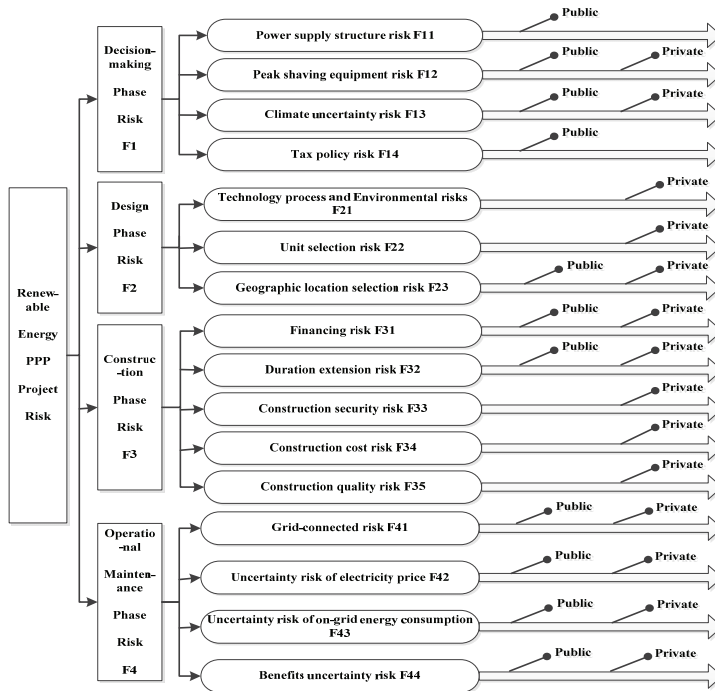 Renew-
able
Energy
PPP
Project
Risk
Decision-
making
Phase
Risk
F1
Power supply structure risk F11
Public
Peak shaving equipment risk F12
Public
Private
Climate uncertainty risk F13
Public
Private
Tax policy risk F14
Public
Design
Phase
Risk
F2
Technology process and Environmental risks
F21
Private
Unit selection risk F22
Private
Geographic location selection risk F23
Public
Private
Construc
-tion
Phase
Risk
F3
Financing risk F31
Public
Private
Duration extension risk F32
Public
Private
Construction security risk F33
Private
Construction cost risk F34
Private
Construction quality risk F35
Private
Operatio
-nal
Mainten-
ance
Phase
Risk
F4
Grid-connected risk F41
Public
Private
Uncertainty risk of electricity price F42
Public
Private
Uncertainty risk of on-grid energy consumption
F43
Public
Private
Benefits uncertainty risk F44
Public
Private